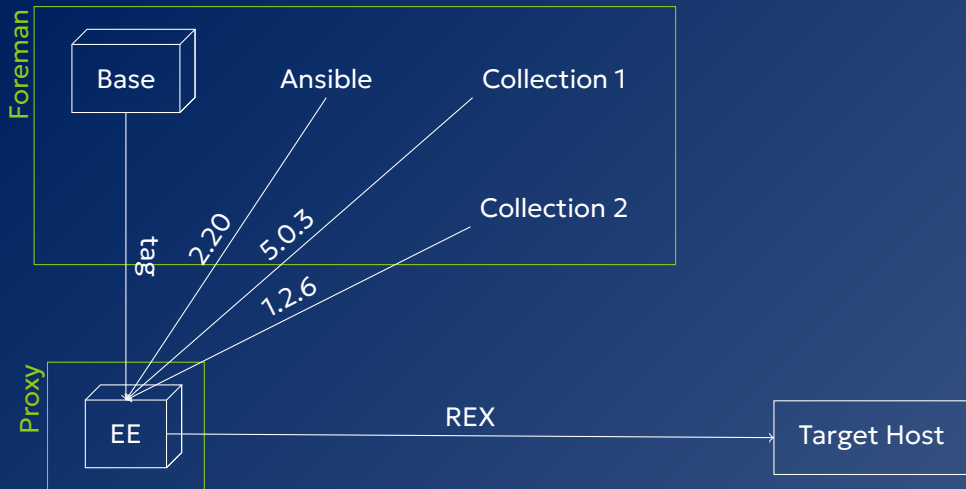 Foreman
Base
Ansible
Collection 1
Collection 2
tag
2.20
5.0.3
1.2.6
Proxy
EE
REX
Target Host